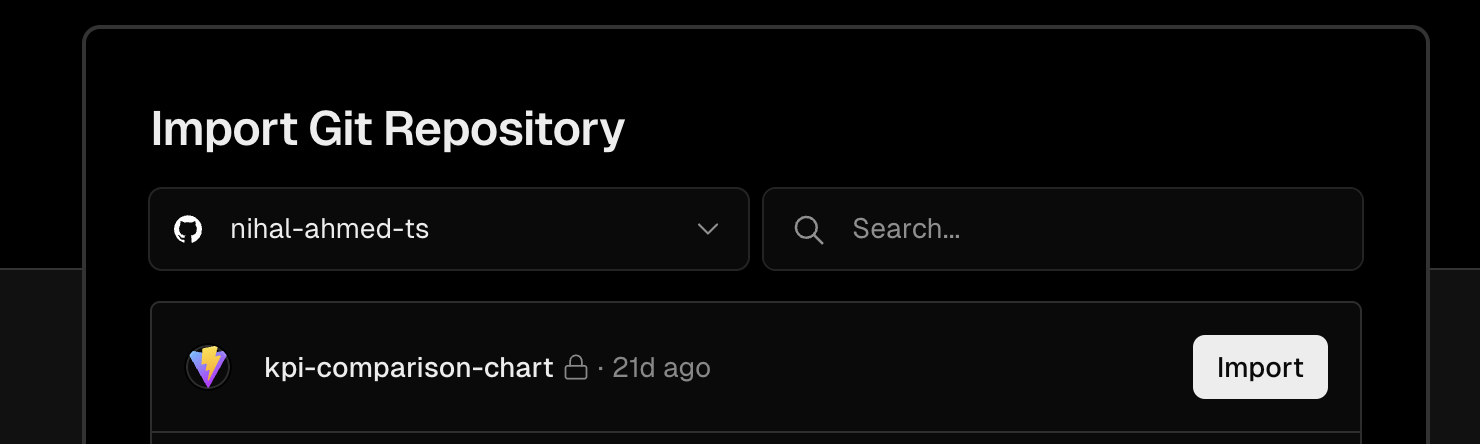 Import Git Repository
nihal-ahmed-ts
Search...
kpi-comparison-chart · 21d ago
Import